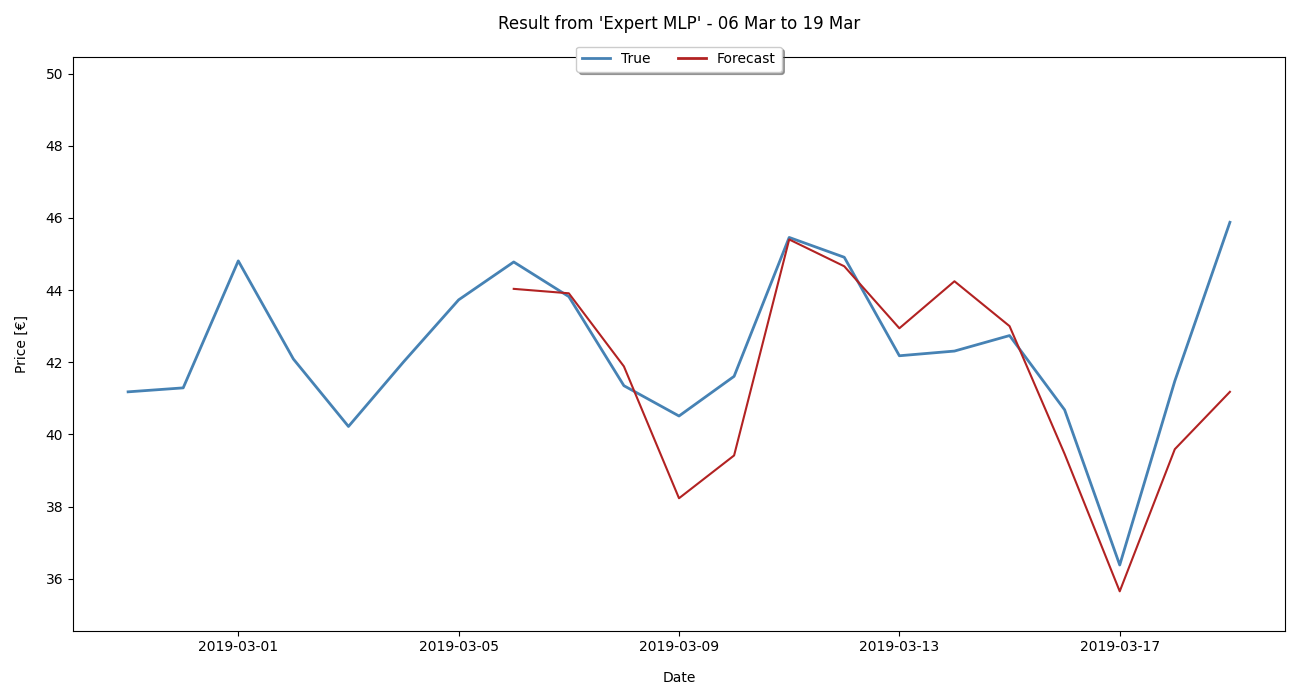 Result from 'Expert MLP' - 06 Mar to 19 Mar
True Forecast
50
48
46
44
42
40
38
36
Price [€]
2019-03-01 2019-03-05 2019-03-09 2019-03-13 2019-03-17
Date